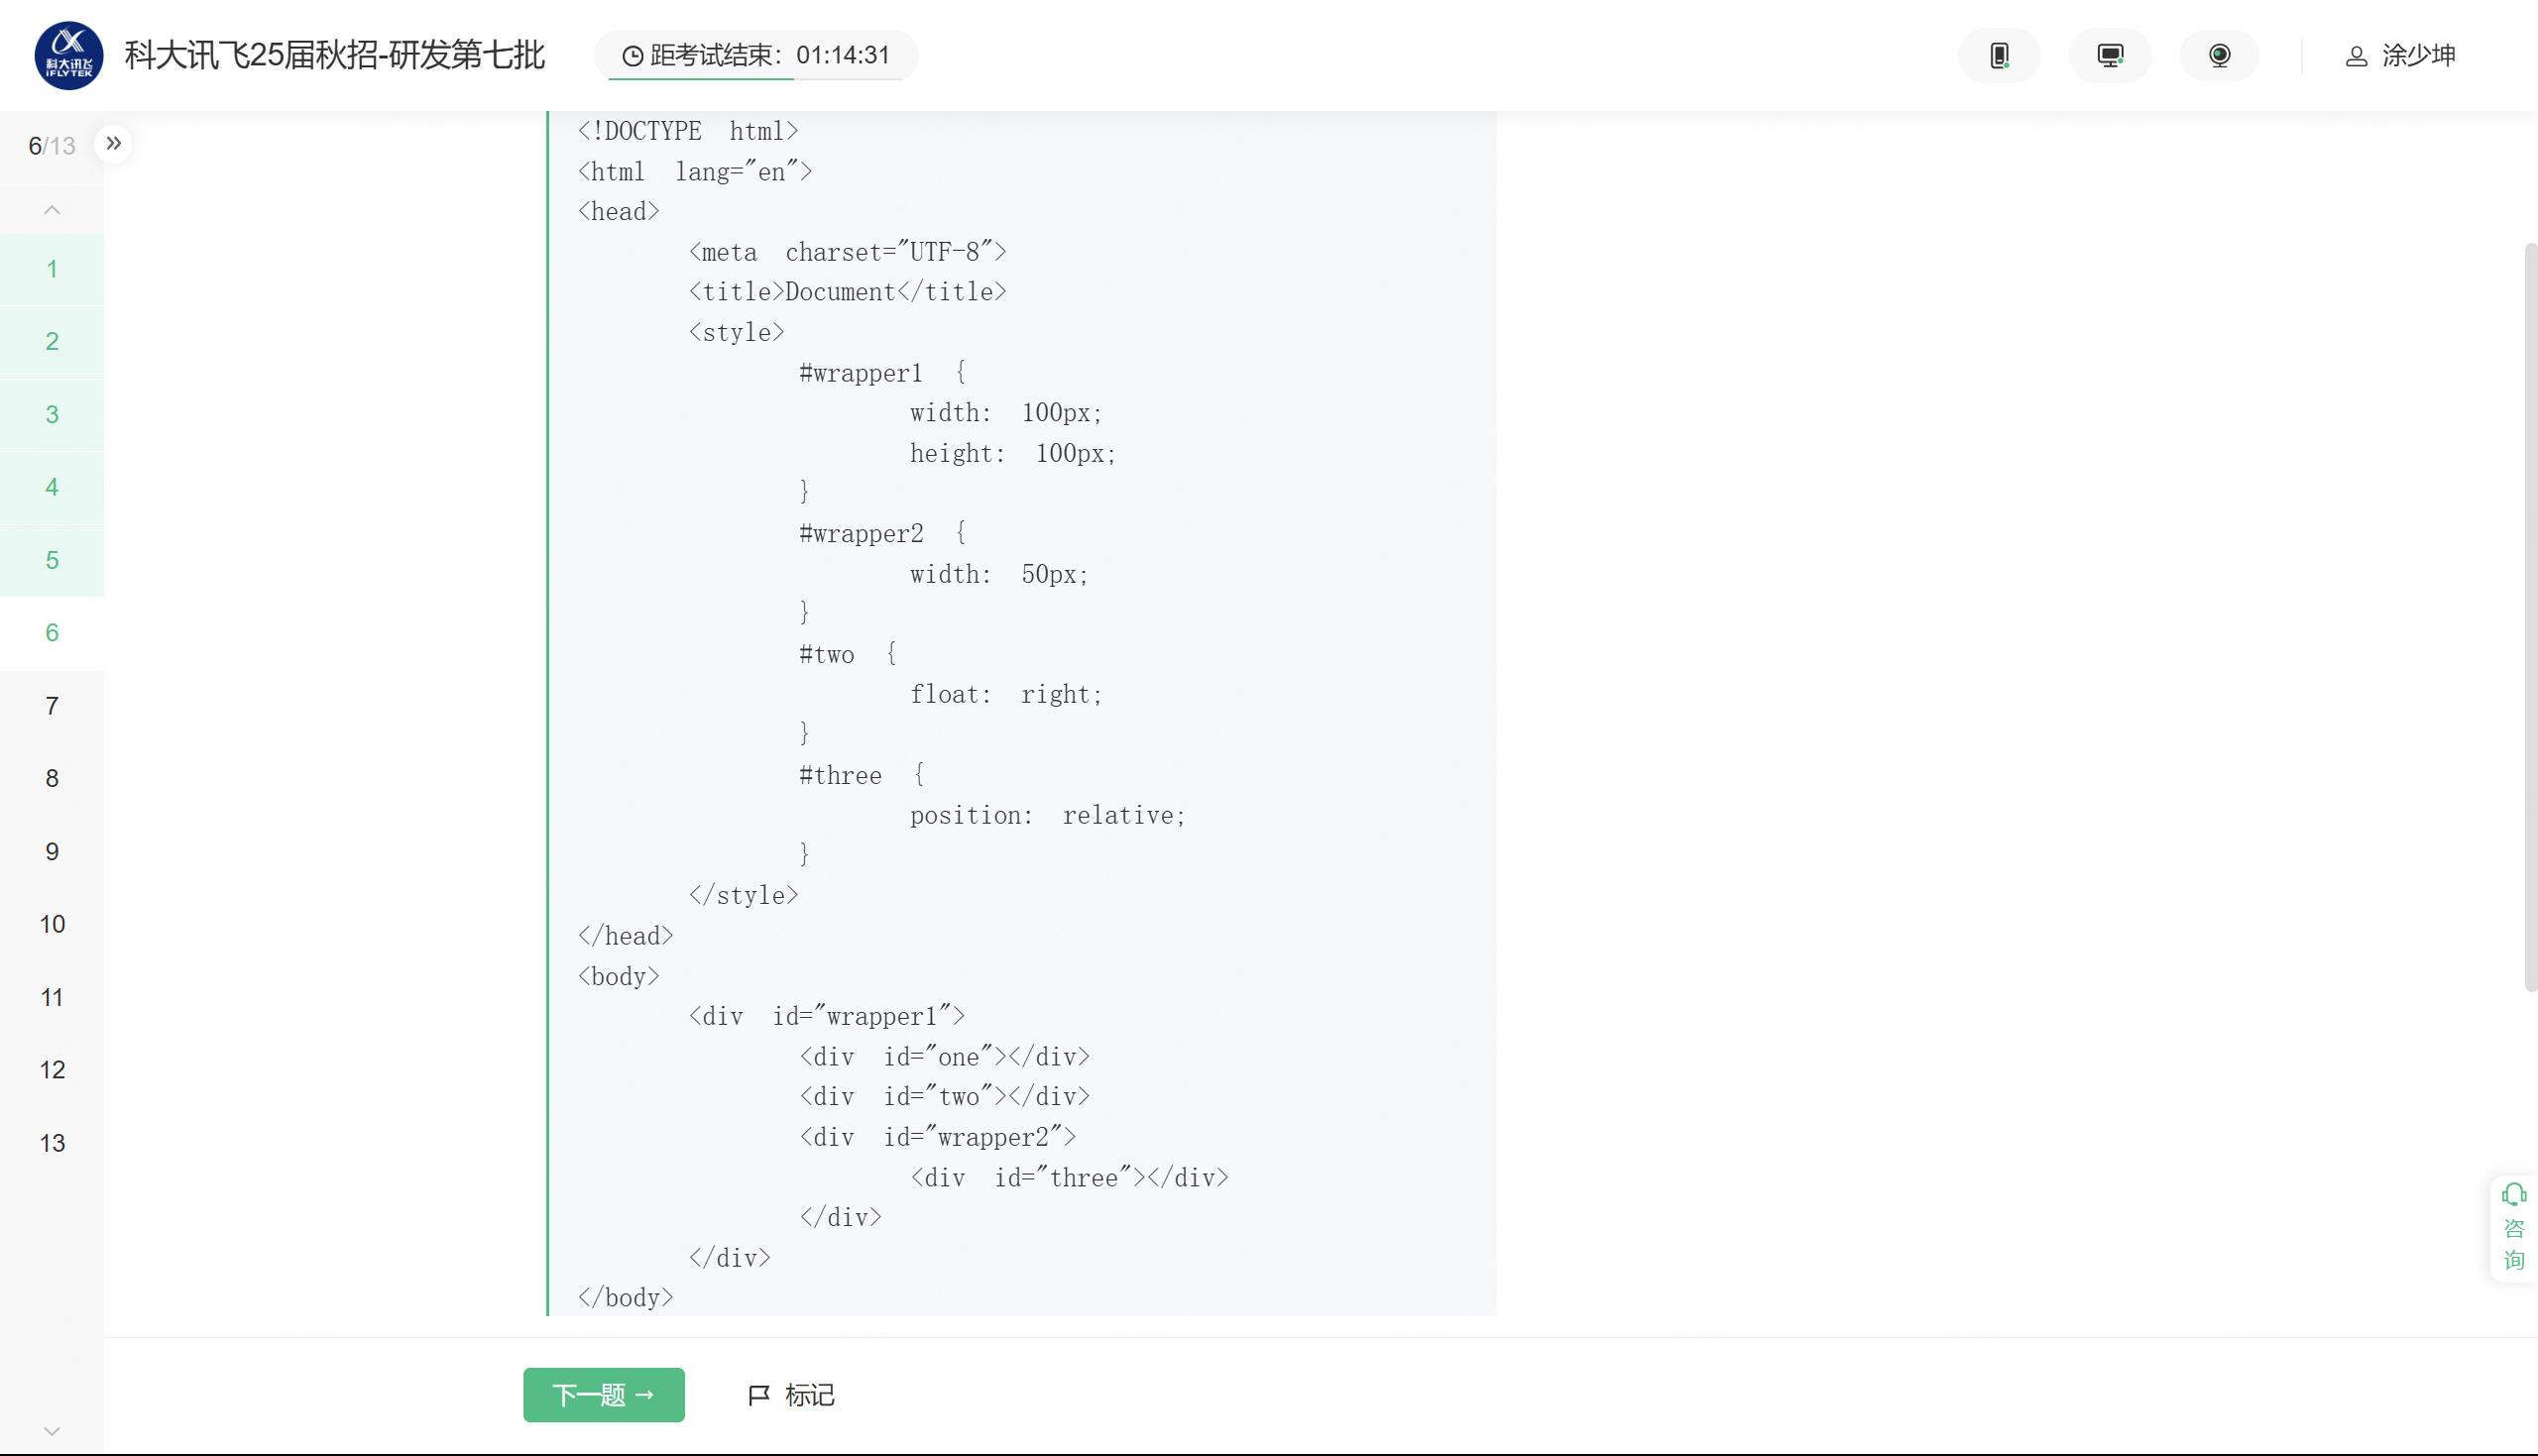 科大讯飞
iFLYTEK
科大讯飞25届秋招-研发第七批
距考试结束：01:14:31
涂少坤
6/13
1
2
3
4
5
6
7
8
9
10
11
12
13
<!DOCTYPE html>
<html lang="en">
<head>
<meta charset="UTF-8">
<title>Document</title>
<style>
#wrapper1 {
width: 100px;
height: 100px;
}
#wrapper2 {
width: 50px;
}
#two {
float: right;
}
#three {
position: relative;
}
</style>
</head>
<body>
<div id="wrapper1">
<div id="one"></div>
<div id="two"></div>
<div id="wrapper2">
<div id="three"></div>
</div>
</div>
</body>
咨
询
下一题 →
标记